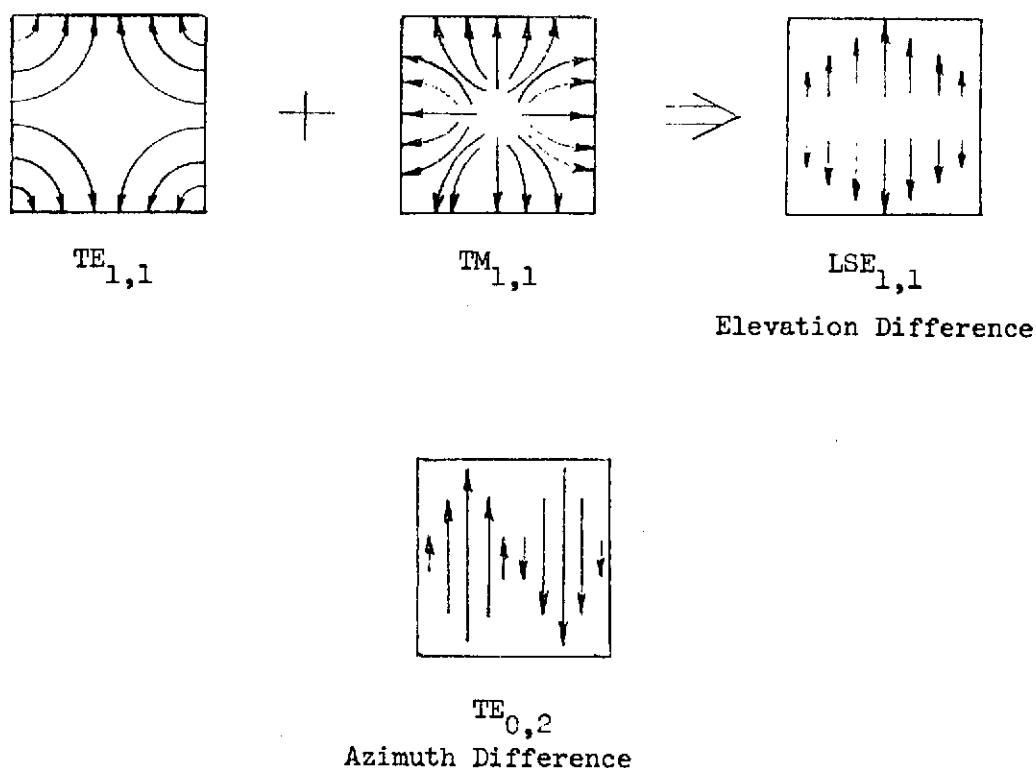 TE1,1
TM1,1
LSE1,1
Elevation Difference
TE0,2
Azimuth Difference